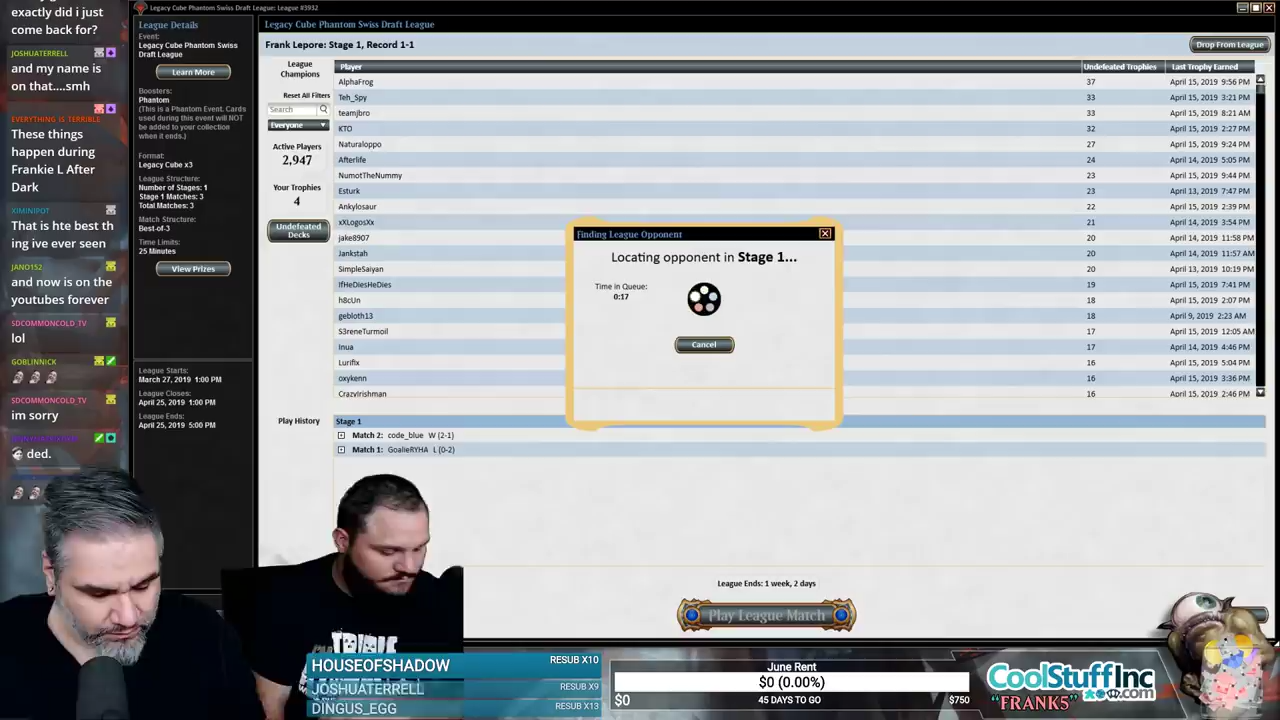 exactly did i just
come back for?
JOSHUATERRELL
and my name is
on that....smh
EVERYTHING_IS_TERRIBLE
These things
happen during
Frankie L After
Dark
XIMINIPOT
That is hte best th
ing ive ever seen
JANO152
and now is on the
youtubes forever
SDCOMMONCOLD_TV
lol
GOBLINNICK
SDCOMMONCOLD_TV
im sorry
ded.
Legacy Cube Phantom Swiss Draft League: League #3932
League Details
Event:
Legacy Cube Phantom Swiss
Draft League
Learn More
Boosters:
Phantom
(This is a Phantom Event. Cards
used during this event will NOT
be added to your collection
when it ends.)
Format:
Legacy Cube x3
League Structure:
Number of Stages: 1
Stage 1 Matches: 3
Total Matches: 3
Match Structure:
Best-of-3
Time Limits:
25 Minutes
View Prizes
League Starts:
March 27, 2019 1:00 PM
League Closes:
April 25, 2019 1:00 PM
League Ends:
April 25, 2019 5:00 PM
Legacy Cube Phantom Swiss Draft League
Frank Lepore: Stage 1, Record 1-1
Drop From League
League
Champions
Reset All Filters
Search
Everyone
Active Players
2,947
Your Trophies
4
Undefeated
Decks
Player Undefeated Trophies Last Trophy Earned
AlphaFrog 37 April 15, 2019 9:56 PM
Teh_Spy 33 April 15, 2019 3:21 PM
teamjbro 33 April 15, 2019 8:21 AM
KTO 32 April 15, 2019 2:27 PM
Naturaloppo 27 April 15, 2019 9:24 PM
Afterlife 24 April 14, 2019 5:05 PM
NumotTheNummy 23 April 15, 2019 9:44 PM
Esturk 23 April 13, 2019 7:47 PM
Ankylosaur 22 April 15, 2019 2:39 PM
xXLogosXx 21 April 14, 2019 3:54 PM
jake8907 20 April 14, 2019 11:58 PM
Jankstah 20 April 14, 2019 11:57 AM
SimpleSaiyan 20 April 13, 2019 10:19 PM
IfHeDiesHeDies 19 April 15, 2019 7:41 PM
h8cUn 18 April 15, 2019 2:07 PM
gebloth13 18 April 9, 2019 2:23 AM
S3reneTurmoil 17 April 15, 2019 12:05 AM
Inua 17 April 14, 2019 4:46 PM
Lurifix 16 April 15, 2019 5:04 PM
oxykenn 16 April 15, 2019 3:36 PM
CrazyIrishman 16 April 15, 2019 2:46 PM
Finding League Opponent
Locating opponent in Stage 1...
Time in Queue:
0:17
Cancel
Play History
Stage 1
Match 2: code_blue W (2-1)
Match 1: GoalieRYHA L (0-2)
League Ends: 1 week, 2 days
Play League Match
HOUSEOFSHADOW RESUB X10
JOSHUATERRELL RESUB X9
DINGUS_EGG RESUB X13
June Rent
$0 (0.00%)
$0 45 DAYS TO GO $750
CoolStuffInc
.com
"FRANK5"